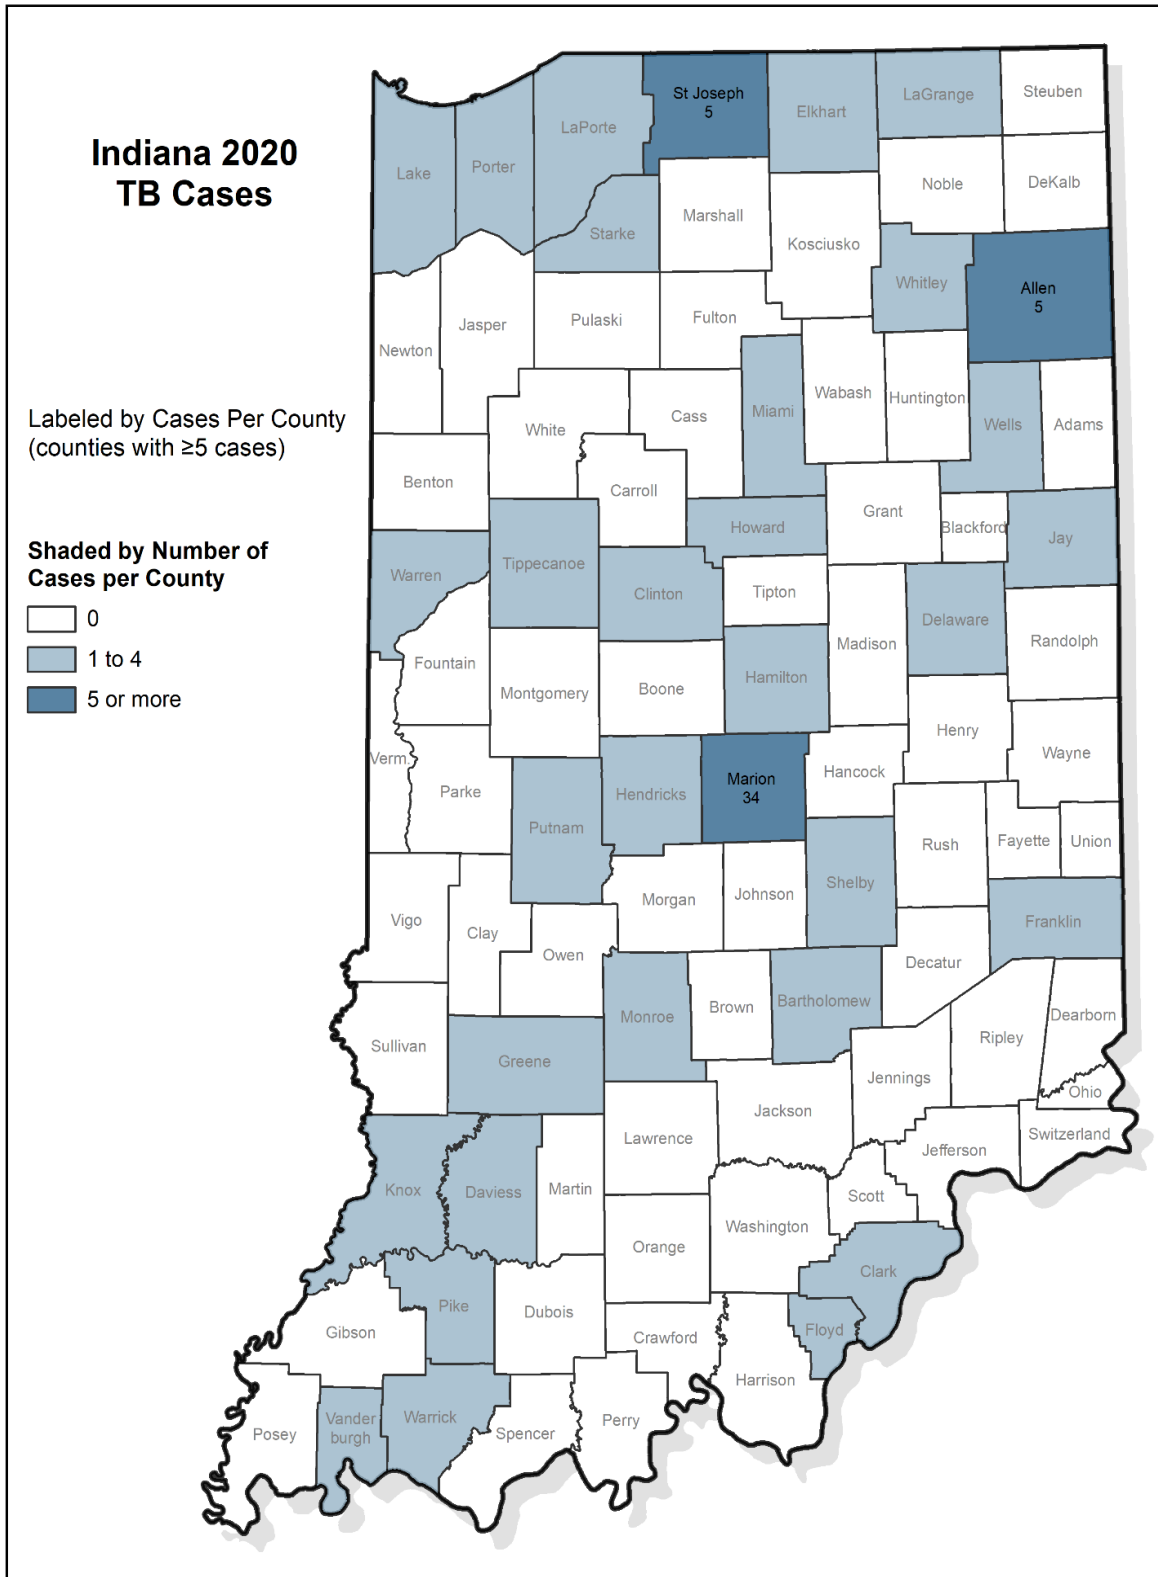 Indiana 2020
TB Cases
Labeled by Cases Per County
(counties with ≥5 cases)
Shaded by Number of
Cases per County
0
1 to 4
5 or more
Lake
Porter
LaPorte
St Joseph
5
Elkhart
LaGrange
Steuben
Noble
DeKalb
Marshall
Starke
Kosciusko
Whitley
Allen
5
Newton
Jasper
Pulaski
Fulton
Miami
Wabash
Huntington
Wells
Adams
White
Cass
Benton
Carroll
Howard
Grant
Blackford
Jay
Warren
Tippecanoe
Clinton
Tipton
Madison
Delaware
Randolph
Fountain
Montgomery
Boone
Hamilton
Henry
Wayne
Verm.
Parke
Putnam
Hendricks
Marion
34
Hancock
Rush
Fayette
Union
Vigo
Clay
Owen
Morgan
Johnson
Shelby
Franklin
Decatur
Sullivan
Greene
Monroe
Brown
Bartholomew
Jennings
Ripley
Dearborn
Ohio
Switzerland
Jefferson
Jackson
Lawrence
Knox
Daviess
Martin
Orange
Washington
Scott
Clark
Floyd
Gibson
Pike
Dubois
Crawford
Harrison
Posey
Vander
burgh
Warrick
Spencer
Perry